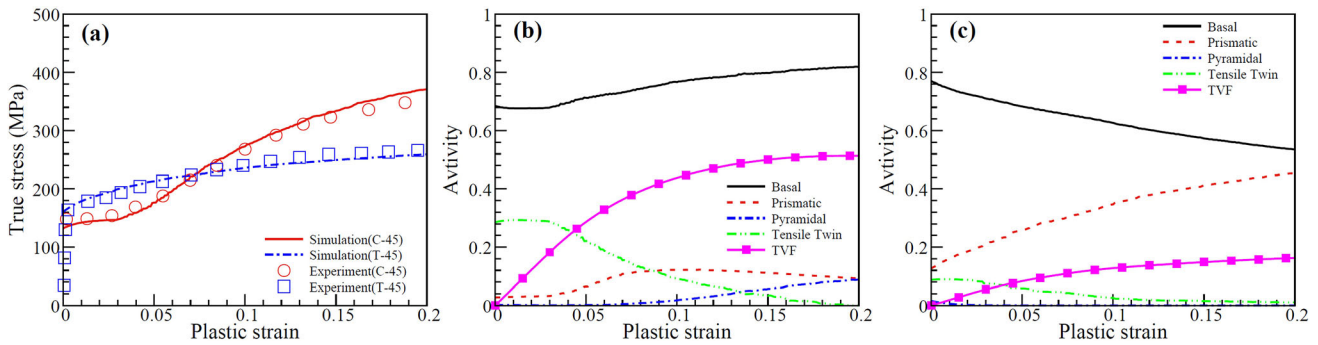 (a)
500
400
300
200
100
0
True stress (MPa)
0
0.05
0.1
0.15
0.2
Plastic strain
Simulation(C-45)
Simulation(T-45)
Experiment(C-45)
Experiment(T-45)
(b)
1
0.8
0.6
0.4
0.2
0
Avtivity
0
0.05
0.1
0.15
0.2
Plastic strain
Basal
Prismatic
Pyramidal
Tensile Twin
TVF
(c)
1
0.8
0.6
0.4
0.2
0
Avtivity
0
0.05
0.1
0.15
0.2
Plastic strain
Basal
Prismatic
Pyramidal
Tensile Twin
TVF